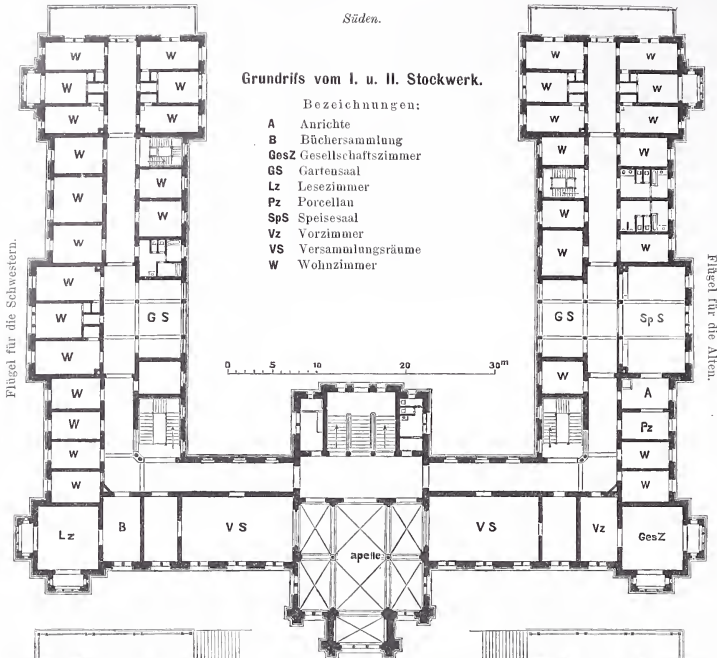 Süden.
W W W W
W W W W
W W W W
Grundriſs vom I. u. II. Stockwerk.
Bezeichnungen:
A Anrichte
B Büchersammlung
GesZ Gesellschaftszimmer
GS Gartensaal
Lz Lesezimmer
Pz Porcellan
SpS Speisesaal
Vz Vorzimmer
VS Versammlungsräume
W Wohnzimmer
W W W
W
W W W
W W W
W
W GS GS SpS
W W
0 5 10 20 30m
W A
W Pz
W W
W W
Lz B VS apelle VS Vz GesZ
Flügel für die Schwestern.
Flügel für die Alten.